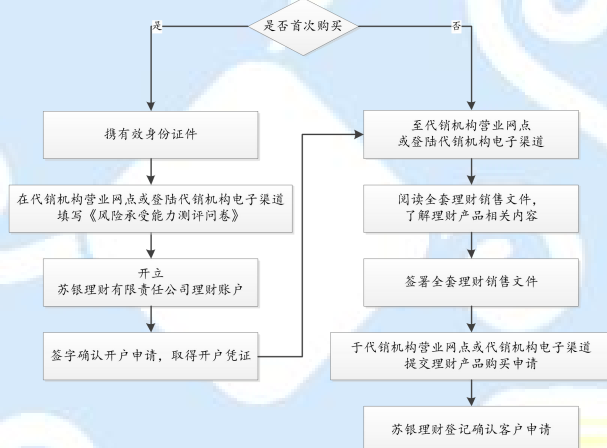 是否首次购买
是
否
携有效身份证件
在代销机构营业网点或登陆代销机构电子渠道
填写《风险承受能力测评问卷》
开立
苏银理财有限责任公司理财账户
签字确认开户申请，取得开户凭证
至代销机构营业网点
或登陆代销机构电子渠道
阅读全套理财销售文件，
了解理财产品相关内容
签署全套理财销售文件
于代销机构营业网点或代销机构电子渠道
提交理财产品购买申请
苏银理财登记确认客户申请